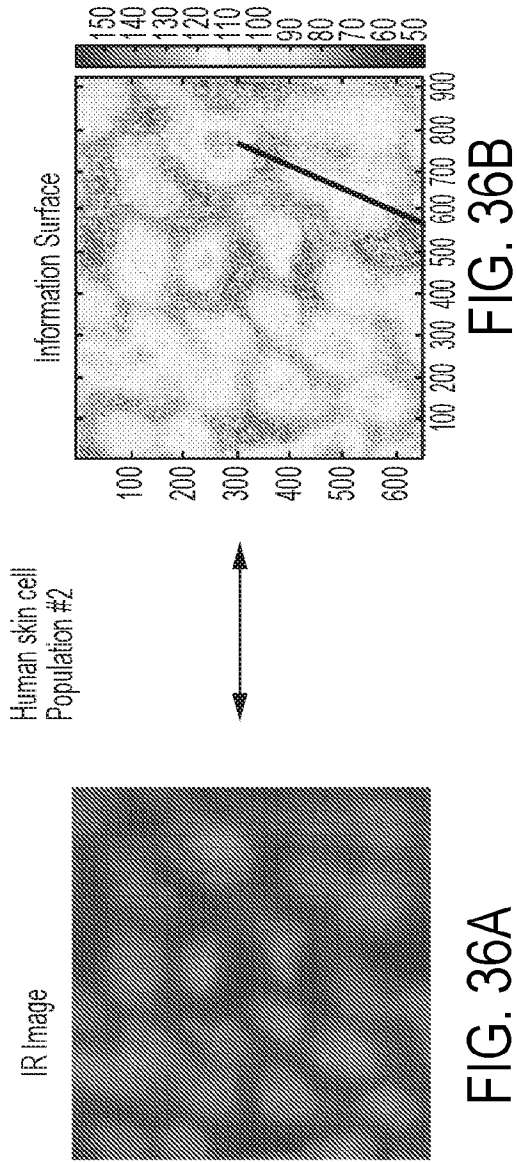 Human skin cell
Population #2
IR Image
FIG. 36A
Information Surface
100
200
300
400
500
600
100 200 300 400 500 600 700 800 900
150
140
130
120
110
100
90
80
70
60
50
FIG. 36B